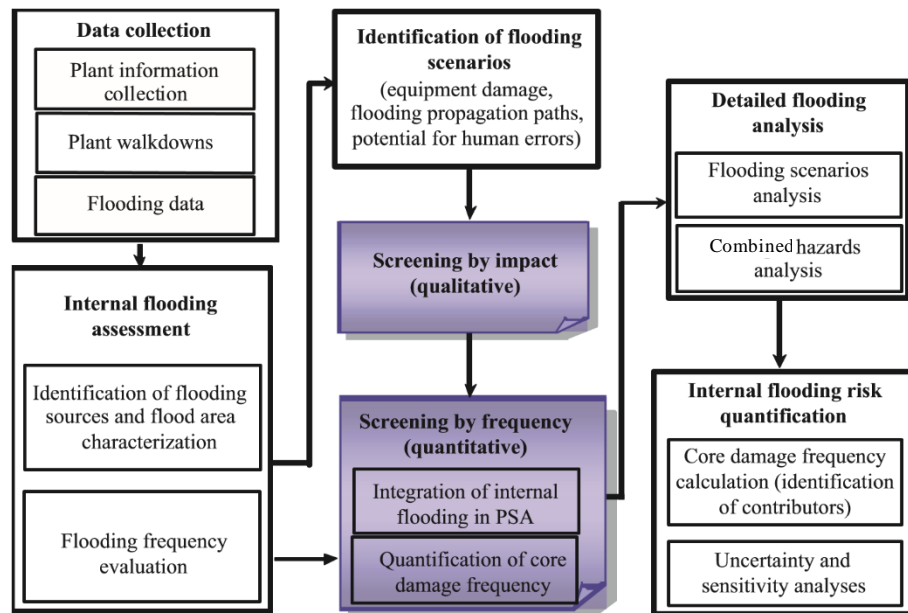 Data collection
Plant information
collection
Plant walkdowns
Flooding data
Internal flooding
assessment
Identification of flooding
sources and flood area
characterization
Flooding frequency
evaluation
Identification of flooding
scenarios
(equipment damage,
flooding propagation paths,
potential for human errors)
Screening by impact
(qualitative)
Screening by frequency
(quantitative)
Integration of internal
flooding in PSA
Quantification of core
damage frequency
Detailed flooding
analysis
Flooding scenarios
analysis
Combined hazards
analysis
Internal flooding risk
quantification
Core damage frequency
calculation (identification
of contributors)
Uncertainty and
sensitivity analyses